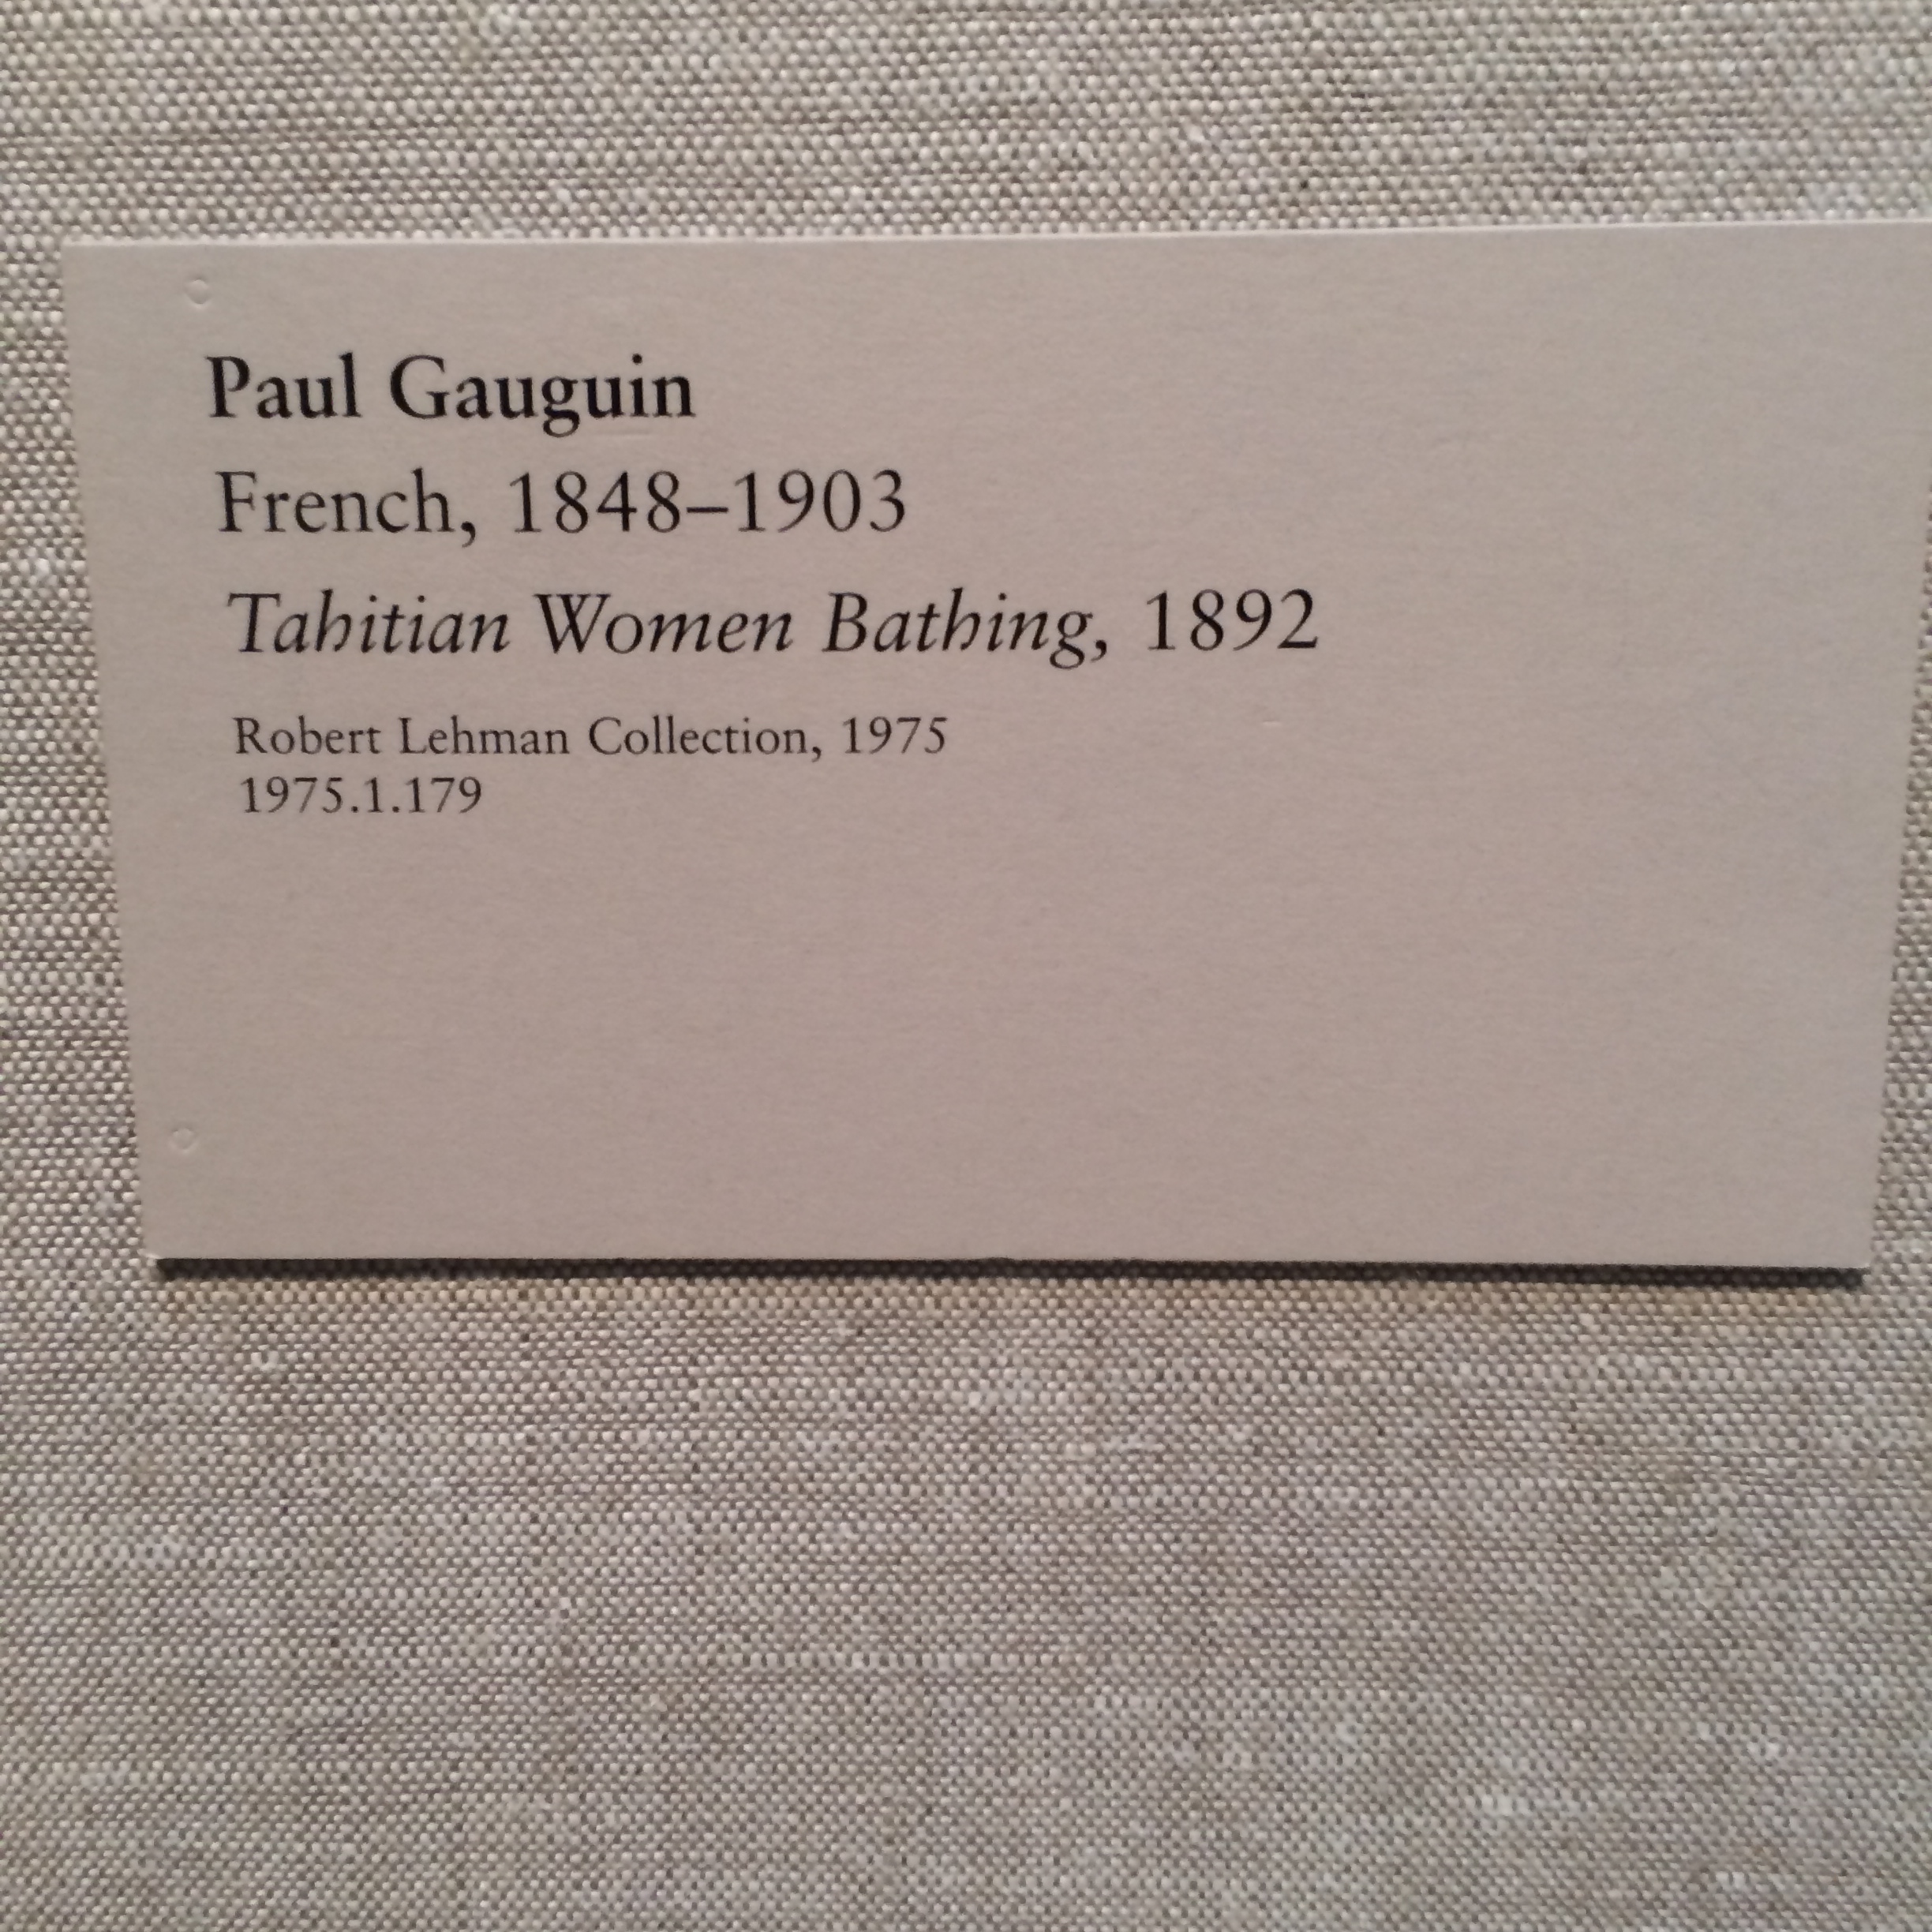 Paul Gauguin
French, 1848–1903
Tahitian Women Bathing, 1892
Robert Lehman Collection, 1975
1975.1.179